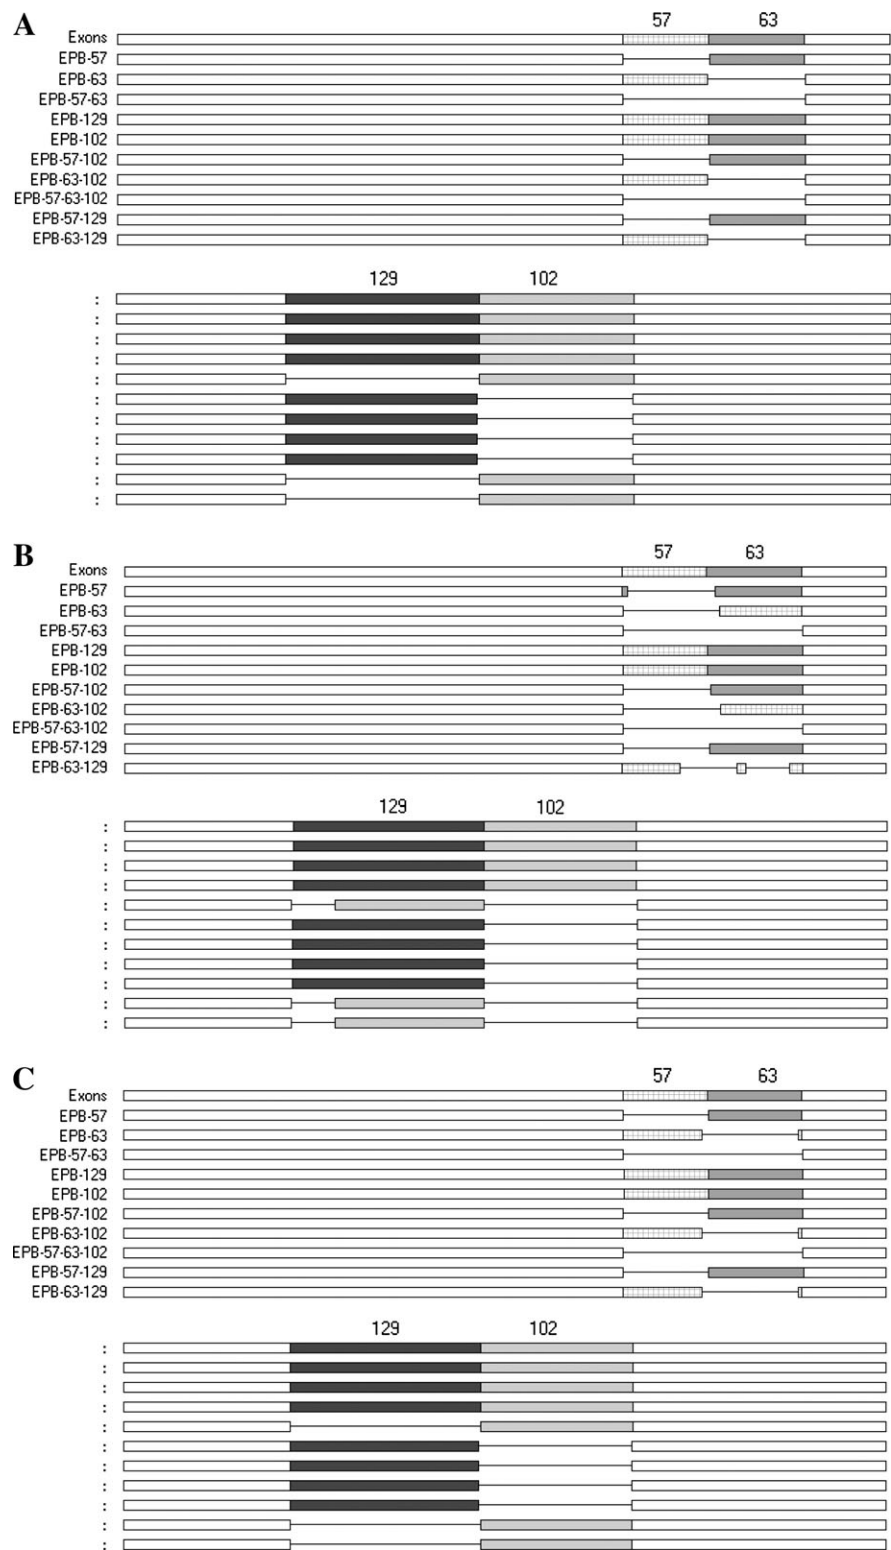 A
57 63
Exons
EPB-57
EPB-63
EPB-57-63
EPB-129
EPB-102
EPB-57-102
EPB-63-102
EPB-57-63-102
EPB-57-129
EPB-63-129
129 102
:
:
:
:
:
:
:
:
:
:
:
B
57 63
Exons
EPB-57
EPB-63
EPB-57-63
EPB-129
EPB-102
EPB-57-102
EPB-63-102
EPB-57-63-102
EPB-57-129
EPB-63-129
129 102
:
:
:
:
:
:
:
:
:
:
:
C
57 63
Exons
EPB-57
EPB-63
EPB-57-63
EPB-129
EPB-102
EPB-57-102
EPB-63-102
EPB-57-63-102
EPB-57-129
EPB-63-129
129 102
:
:
:
:
:
:
:
:
:
:
: